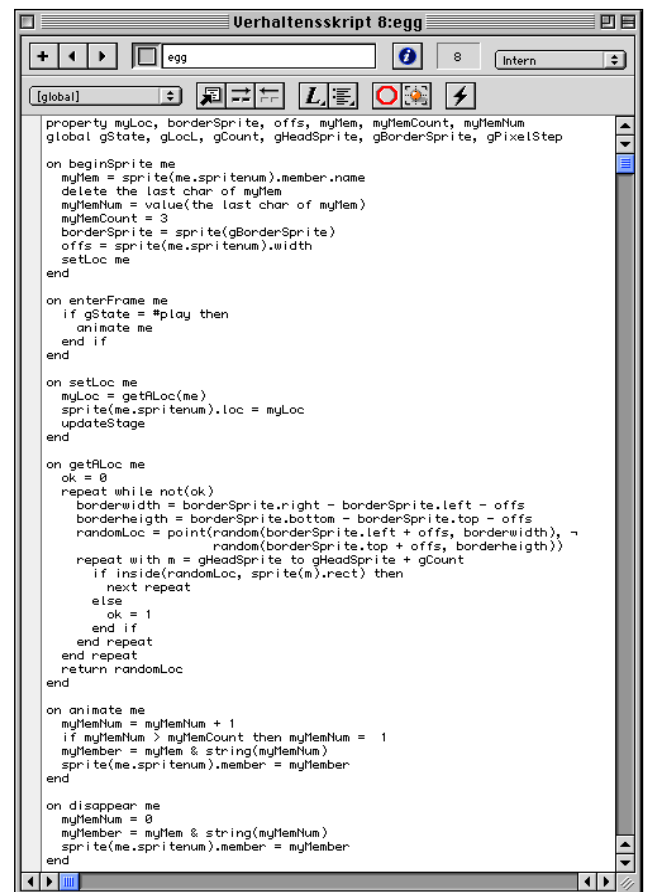 Verhaltensskript 8:egg
egg
8
Intern
[global]
property myLoc, borderSprite, offs, myMem, myMemCount, myMemNum
global gState, gLocL, gCount, gHeadSprite, gBorderSprite, gPixelStep
on beginSprite me
myMem = sprite(me.spritenum).member.name
delete the last char of myMem
myMemNum = value(the last char of myMem)
myMemCount = 3
borderSprite = sprite(gBorderSprite)
offs = sprite(me.spritenum).width
setLoc me
end
on enterFrame me
if gState = #play then
animate me
end if
end
on setLoc me
myLoc = getALoc(me)
sprite(me.spritenum).loc = myLoc
updateStage
end
on getALoc me
ok = 0
repeat while not(ok)
borderwidth = borderSprite.right - borderSprite.left - offs
borderheigth = borderSprite.bottom - borderSprite.top - offs
randomLoc = point(random(borderSprite.left + offs, borderwidth), ¬
random(borderSprite.top + offs, borderheigth))
repeat with m = gHeadSprite to gHeadSprite + gCount
if inside(randomLoc, sprite(m).rect) then
next repeat
else
ok = 1
end if
end repeat
end repeat
return randomLoc
end
on animate me
myMemNum = myMemNum + 1
if myMemNum > myMemCount then myMemNum = 1
myMember = myMem & string(myMemNum)
sprite(me.spritenum).member = myMember
end
on disappear me
myMemNum = 0
myMember = myMem & string(myMemNum)
sprite(me.spritenum).member = myMember
end